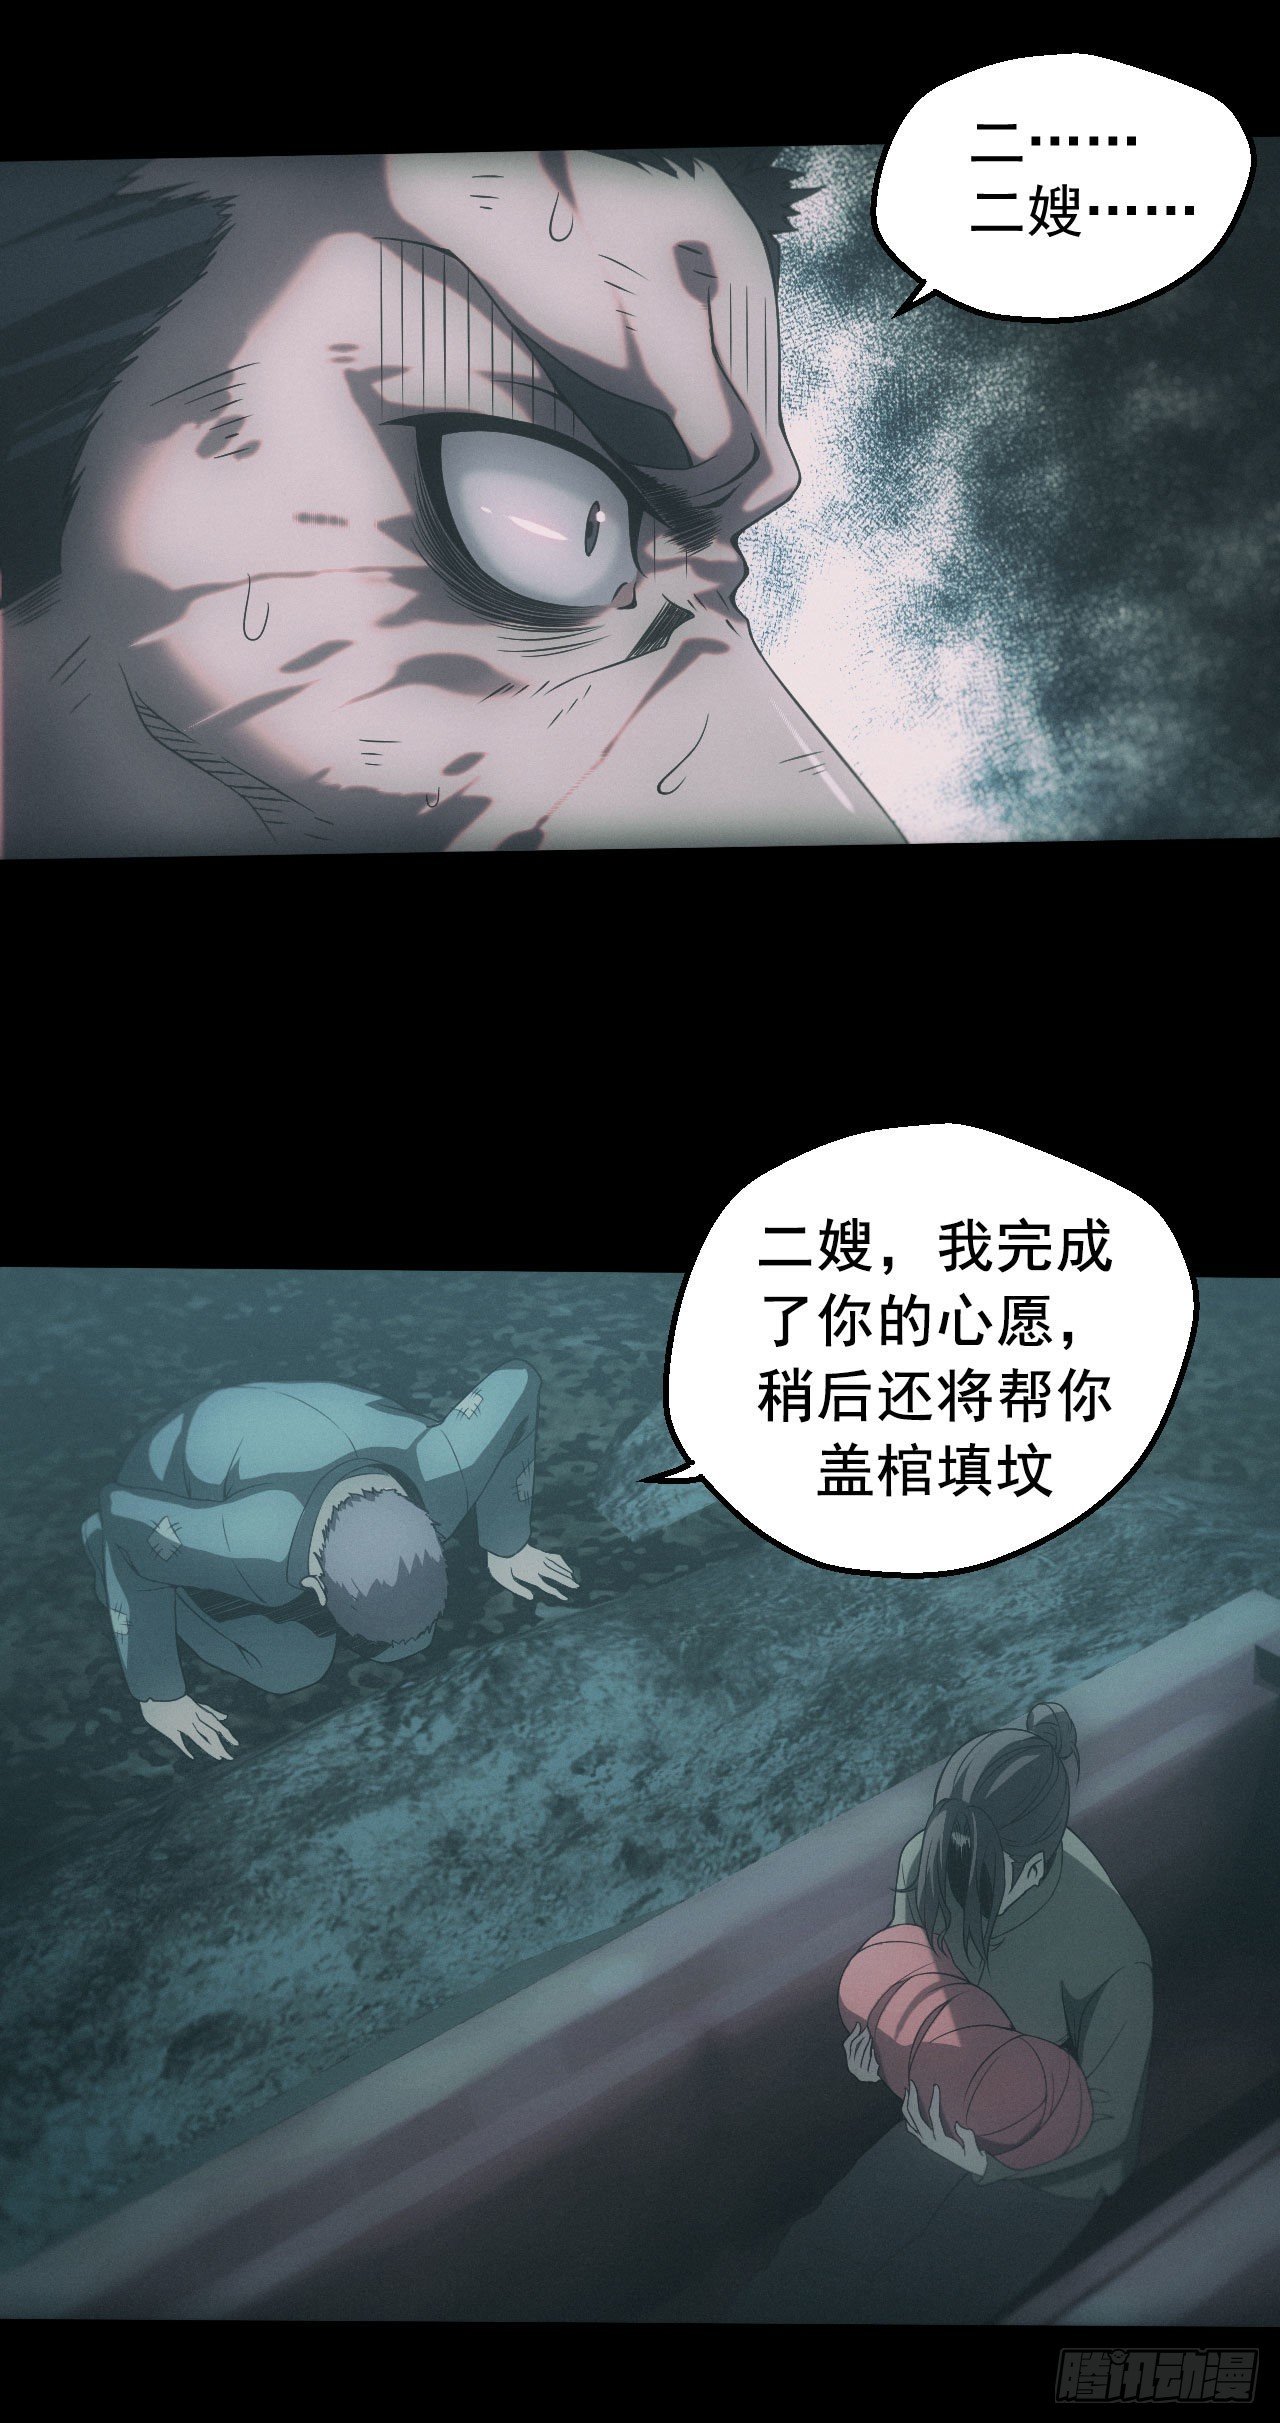 二……
二嫂……
二嫂，我完成
了你的心愿，
稍后还将帮你
盖棺填坟
腾讯动漫